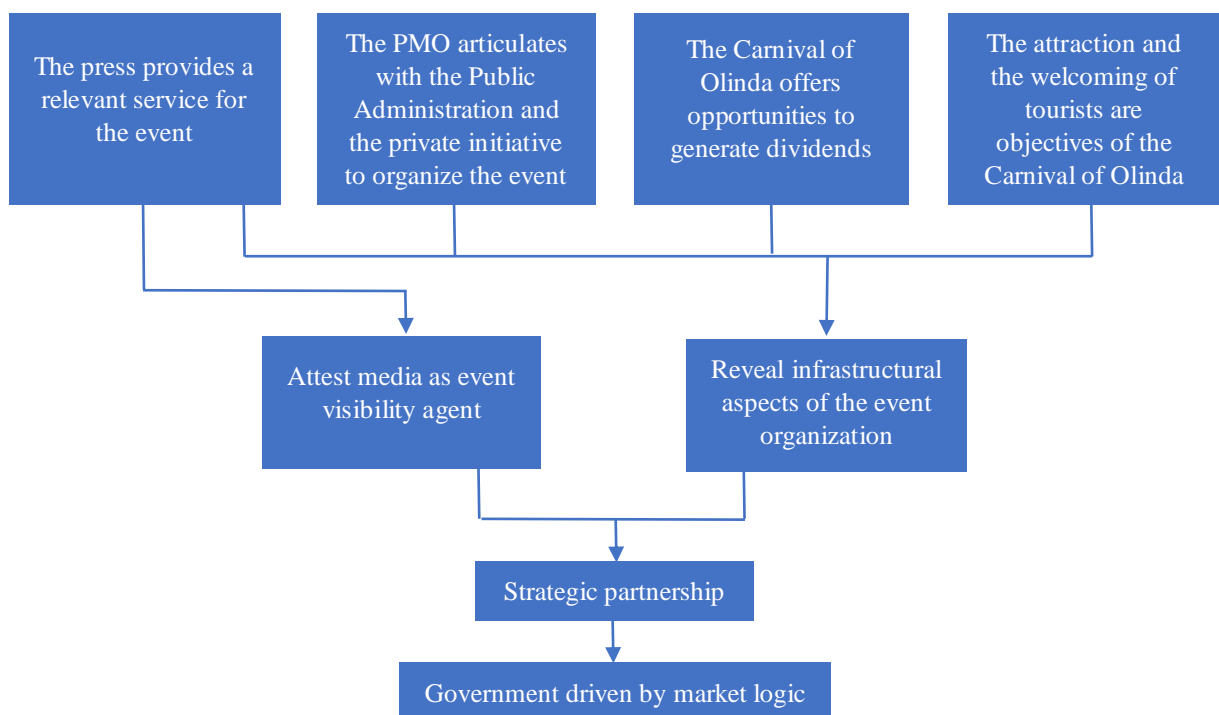 The press provides a
relevant service for
the event
The PMO articulates
with the Public
Administration and
the private initiative
to organize the event
The Carnival of
Olinda offers
opportunities to
generate dividends
The attraction and
the welcoming of
tourists are
objectives of the
Carnival of Olinda
Attest media as event
visibility agent
Reveal infrastructural
aspects of the event
organization
Strategic partnership
Government driven by market logic